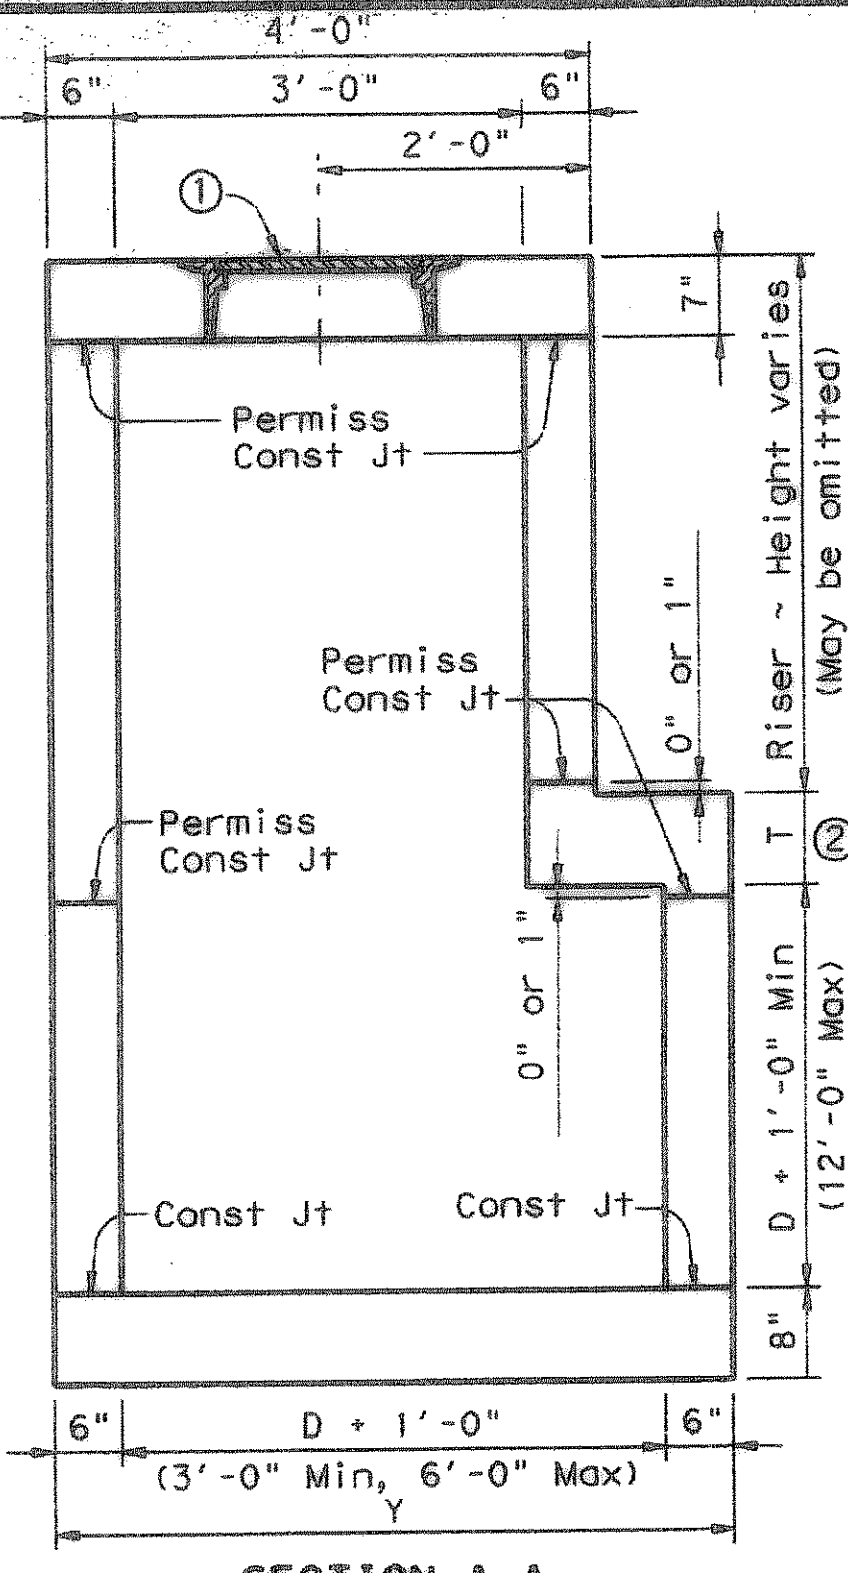 4'-0"
6"
3'-0"
6"
2'-0"
1
7"
Riser ~ Height varies
(May be omitted)
Permiss
Const Jt
Permiss
Const Jt
0" or 1"
Permiss
Const Jt
T
2
0" or 1"
D + 1'-0" Min
(12'-0" Max)
Const Jt
Const Jt
8"
6"
D + 1'-0"
6"
(3'-0" Min, 6'-0" Max)
Y
SECTION A-A